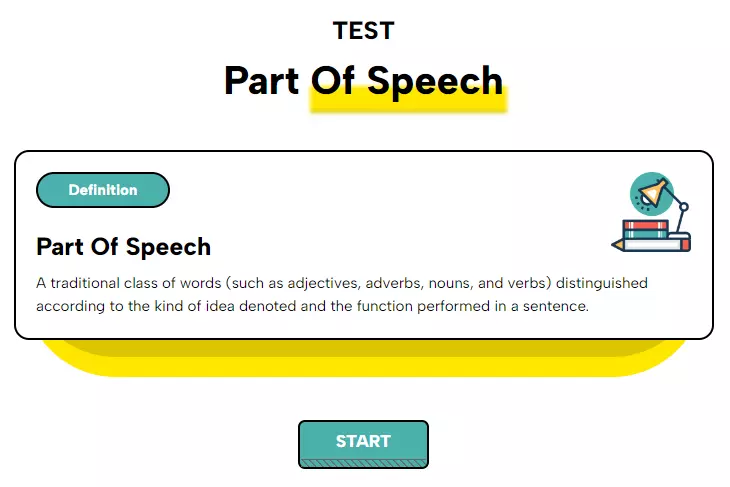 TEST
Part Of Speech
Definition
Part Of Speech
A traditional class of words (such as adjectives, adverbs, nouns, and verbs) distinguished
according to the kind of idea denoted and the function performed in a sentence.
START